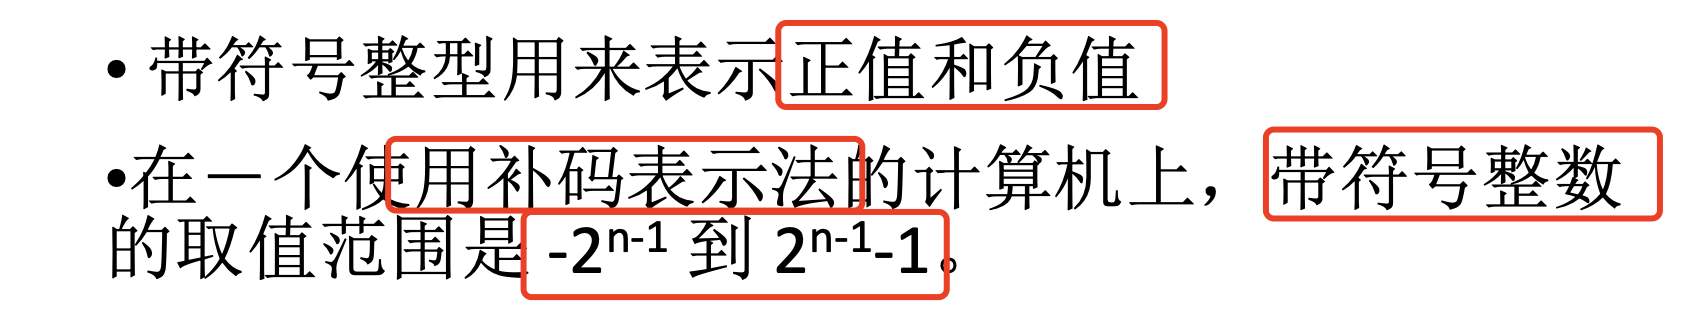 • 带符号整型用来表示正值和负值
•在一个使用补码表示法的计算机上，带符号整数
的取值范围是 -2ⁿ⁻¹ 到 2ⁿ⁻¹-1。